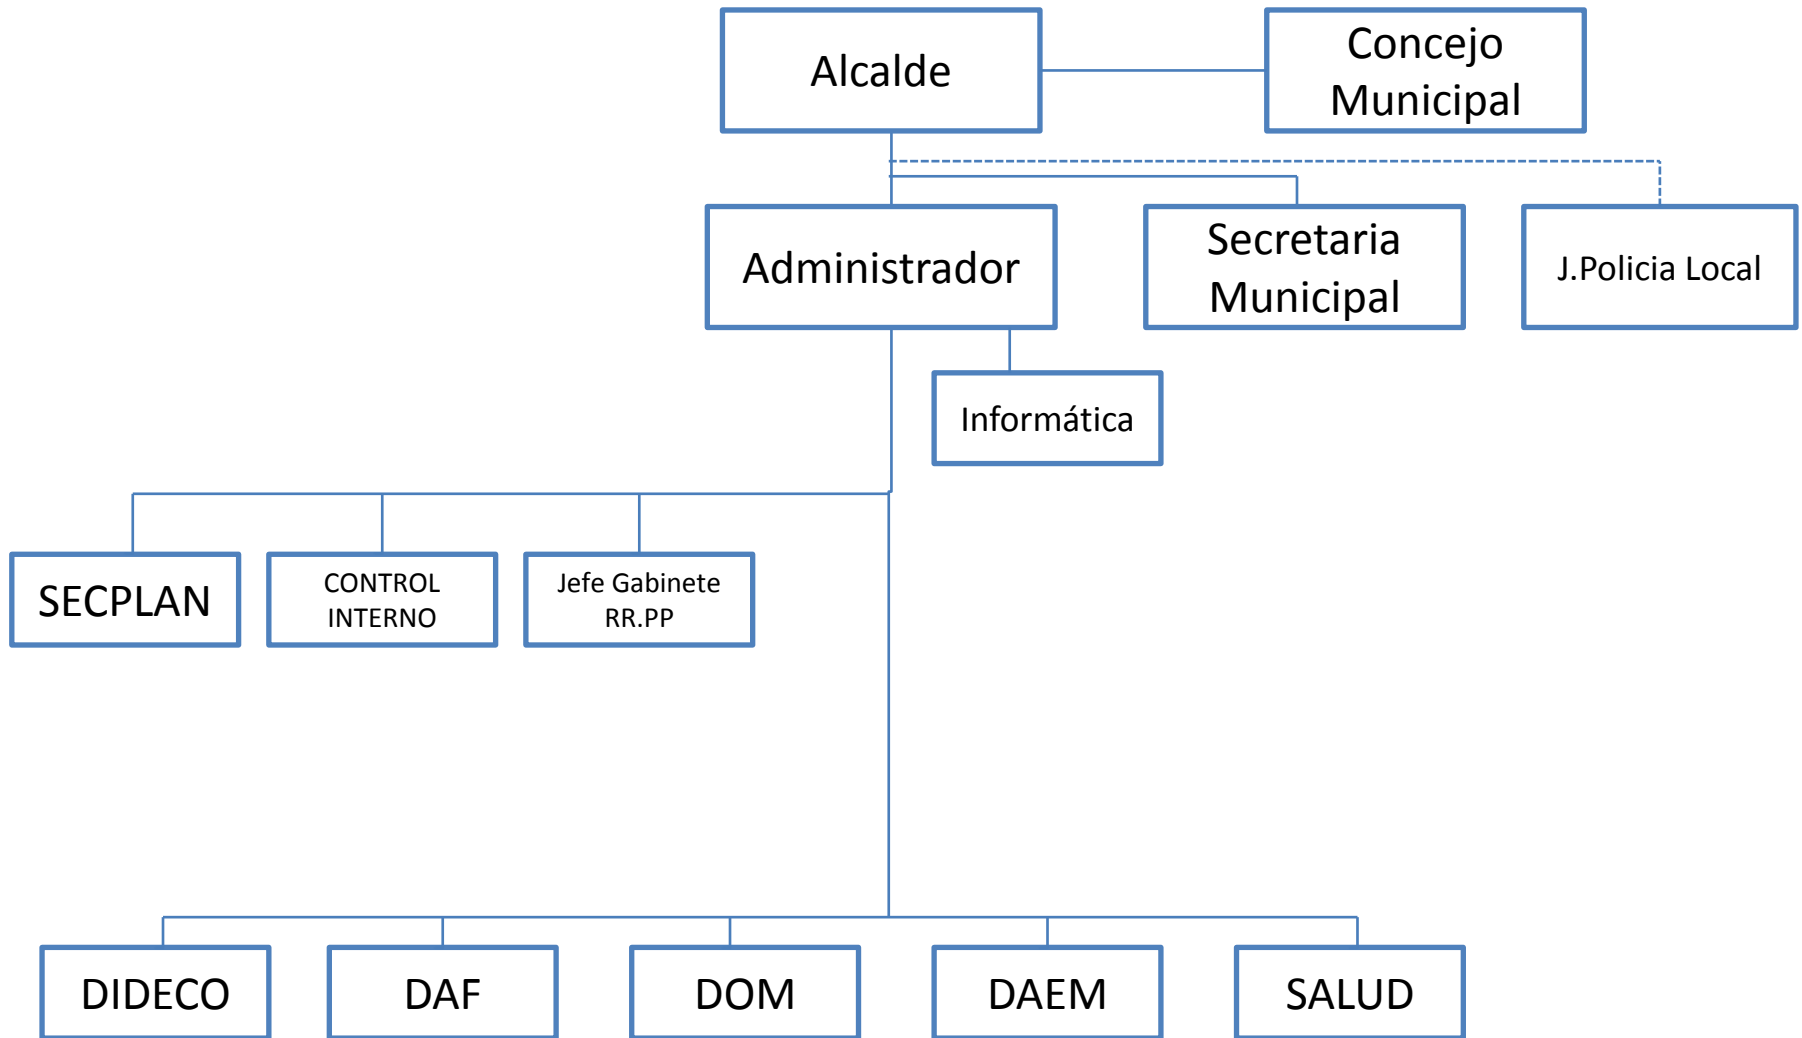 Alcalde
Concejo
Municipal
Administrador
Secretaria
Municipal
J.Policia Local
Informática
SECPLAN
CONTROL
INTERNO
Jefe Gabinete
RR.PP
DIDECO
DAF
DOM
DAEM
SALUD